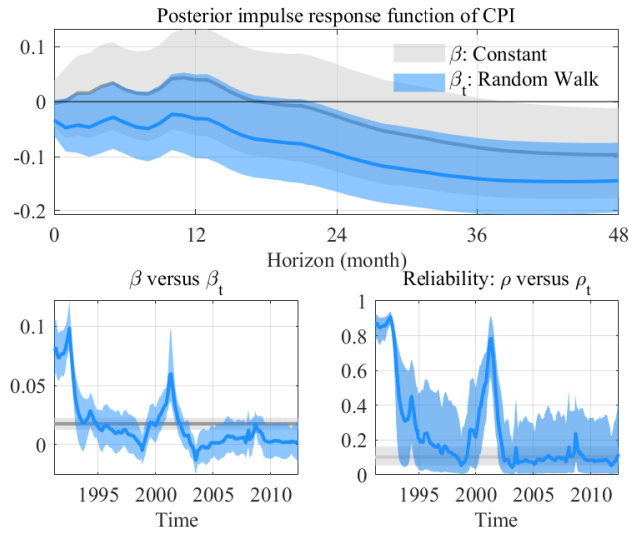 Posterior impulse response function of CPI
0.1
β: Constant
βt: Random Walk
0
-0.1
-0.2
0 12 24 36 48
Horizon (month)
β versus βt
0.1
0.05
0
1995 2000 2005 2010
Time
Reliability: ρ versus ρt
1
0.8
0.6
0.4
0.2
0
1995 2000 2005 2010
Time